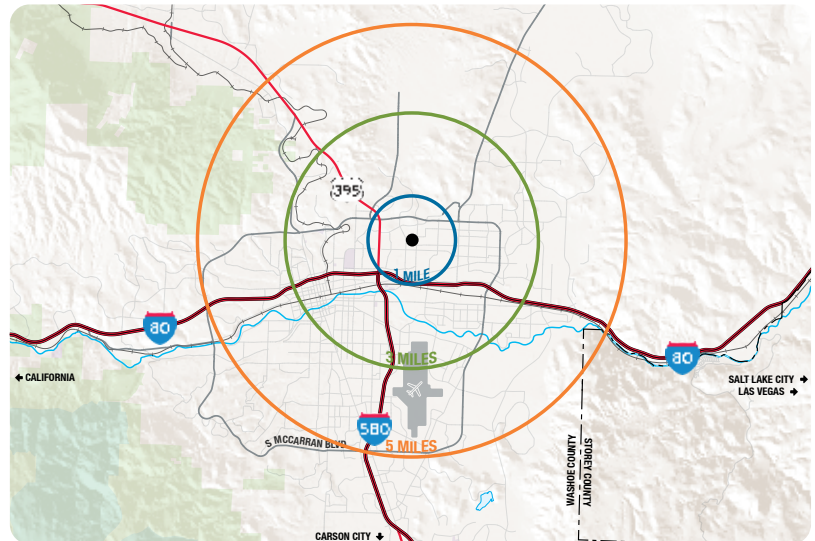 395
1 MILE
80
3 MILES
80
CALIFORNIA
SALT LAKE CITY
LAS VEGAS
580
S MCCARRAN BLVD
5 MILES
WASHOE COUNTY
STOREY COUNTY
CARSON CITY